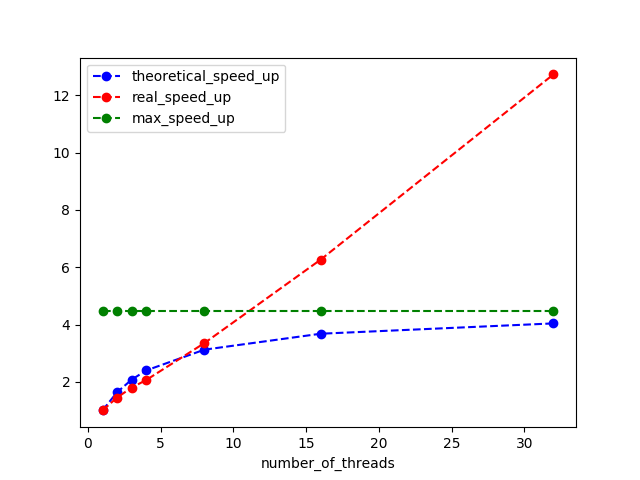 theoretical_speed_up
real_speed_up
max_speed_up
12
10
8
6
4
2
0 5 10 15 20 25 30
number_of_threads